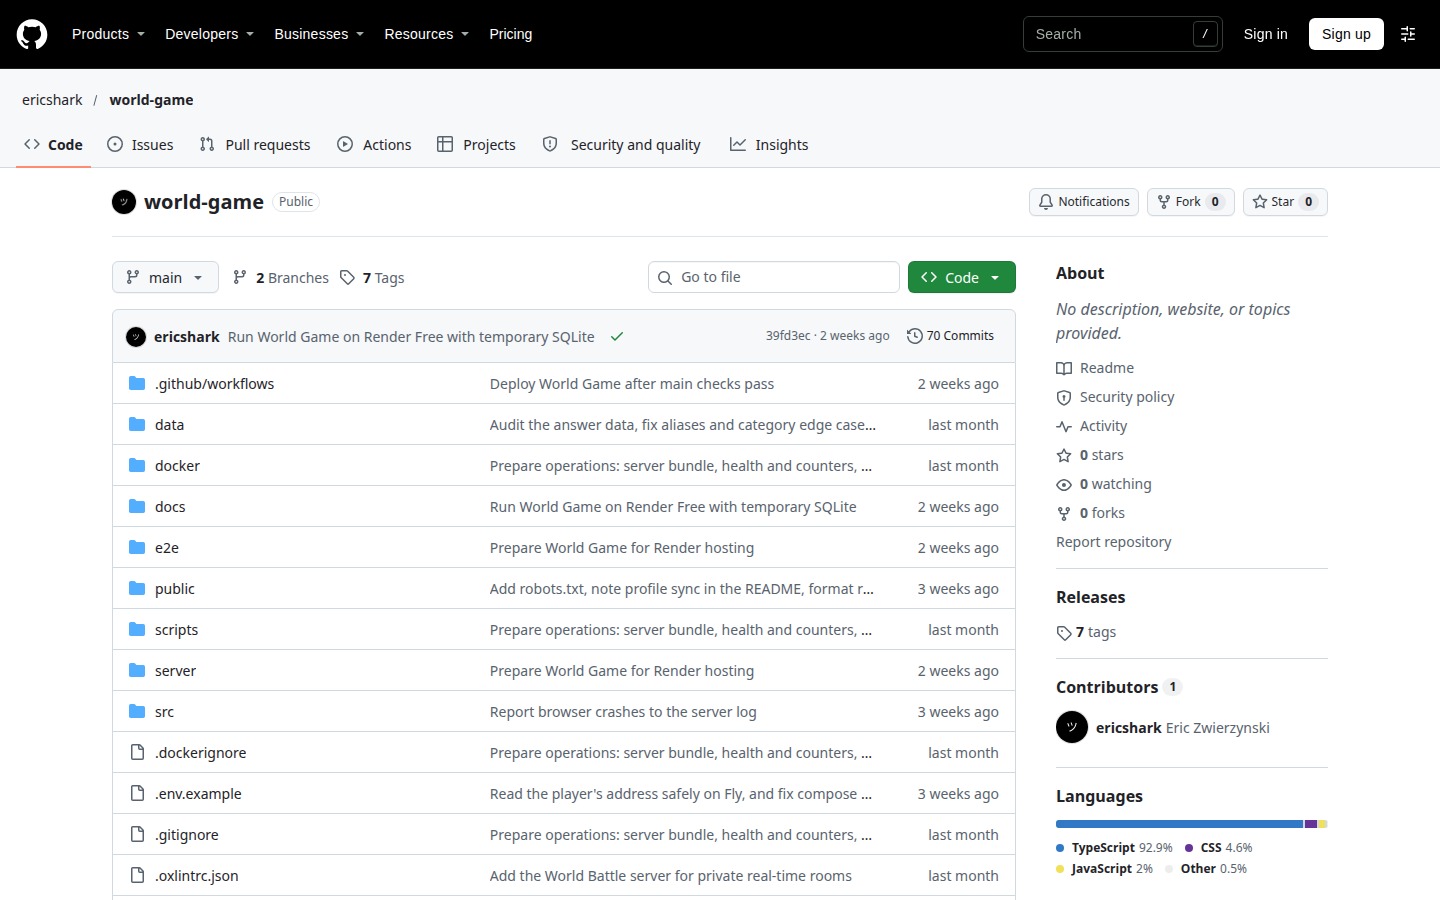 Products Developers Businesses Resources Pricing Search / Sign in Sign up
ericshark / world-game
Code Issues Pull requests Actions Projects Security and quality Insights
world-game Public Notifications Fork 0 Star 0
main 2 Branches 7 Tags Go to file Code
ericshark Run World Game on Render Free with temporary SQLite 39fd3ec · 2 weeks ago 70 Commits
.github/workflows Deploy World Game after main checks pass 2 weeks ago
data Audit the answer data, fix aliases and category edge case... last month
docker Prepare operations: server bundle, health and counters, ... last month
docs Run World Game on Render Free with temporary SQLite 2 weeks ago
e2e Prepare World Game for Render hosting 2 weeks ago
public Add robots.txt, note profile sync in the README, format r... 3 weeks ago
scripts Prepare operations: server bundle, health and counters, ... last month
server Prepare World Game for Render hosting 2 weeks ago
src Report browser crashes to the server log 3 weeks ago
.dockerignore Prepare operations: server bundle, health and counters, ... last month
.env.example Read the player's address safely on Fly, and fix compose ... 3 weeks ago
.gitignore Prepare operations: server bundle, health and counters, ... last month
.oxlintrc.json Add the World Battle server for private real-time rooms last month
About
No description, website, or topics
provided.
Readme
Security policy
Activity
0 stars
0 watching
0 forks
Report repository
Releases
7 tags
Contributors 1
ericshark Eric Zwierzynski
Languages
TypeScript 92.9% CSS 4.6%
JavaScript 2% Other 0.5%